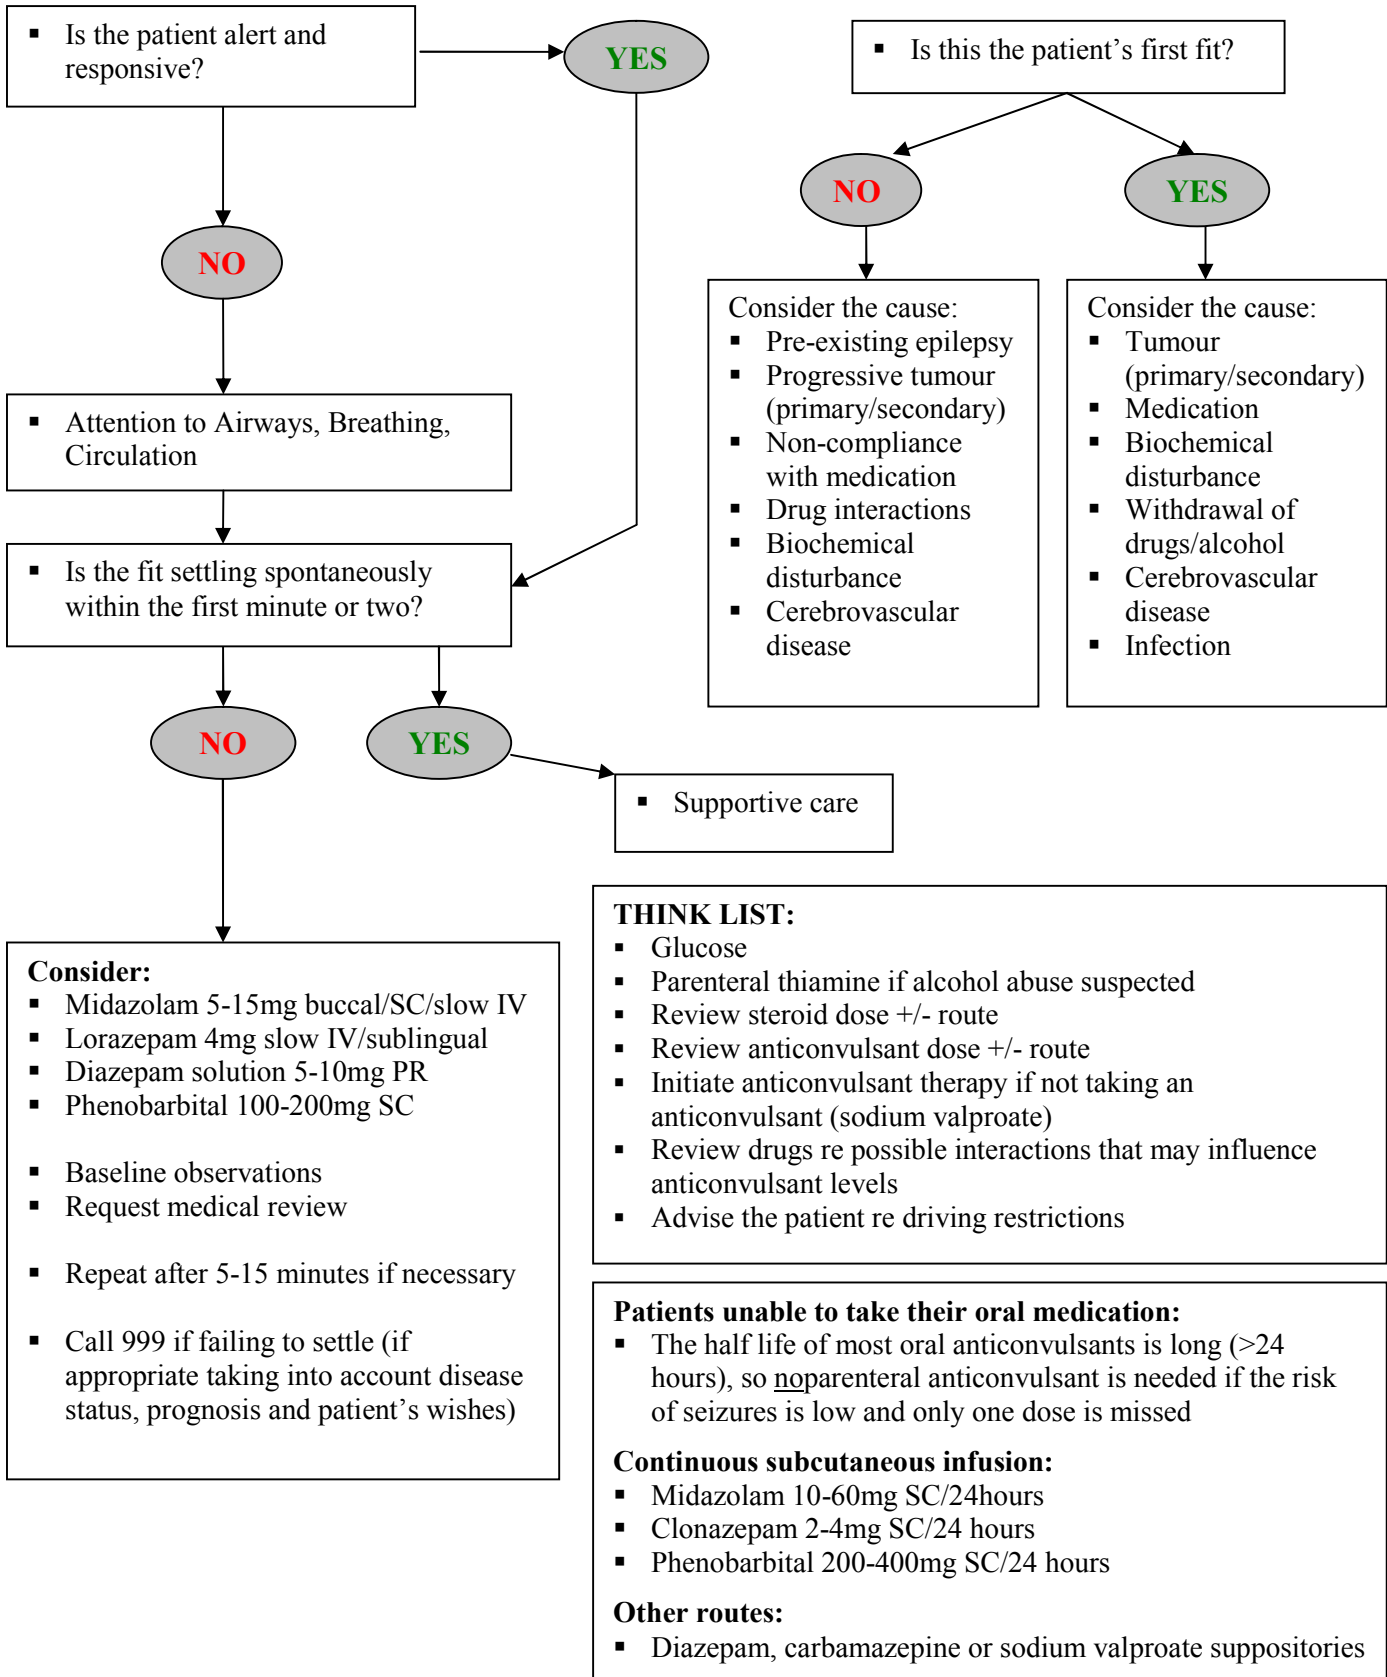 ▪ Is the patient alert and
responsive?
YES
NO
▪ Attention to Airways, Breathing,
Circulation
▪ Is the fit settling spontaneously
within the first minute or two?
NO
YES
▪ Supportive care
Consider:
▪ Midazolam 5-15mg buccal/SC/slow IV
▪ Lorazepam 4mg slow IV/sublingual
▪ Diazepam solution 5-10mg PR
▪ Phenobarbital 100-200mg SC
▪ Baseline observations
▪ Request medical review
▪ Repeat after 5-15 minutes if necessary
▪ Call 999 if failing to settle (if
appropriate taking into account disease
status, prognosis and patient’s wishes)
▪ Is this the patient’s first fit?
NO
YES
Consider the cause:
▪ Pre-existing epilepsy
▪ Progressive tumour
(primary/secondary)
▪ Non-compliance
with medication
▪ Drug interactions
▪ Biochemical
disturbance
▪ Cerebrovascular
disease
Consider the cause:
▪ Tumour
(primary/secondary)
▪ Medication
▪ Biochemical
disturbance
▪ Withdrawal of
drugs/alcohol
▪ Cerebrovascular
disease
▪ Infection
THINK LIST:
▪ Glucose
▪ Parenteral thiamine if alcohol abuse suspected
▪ Review steroid dose +/- route
▪ Review anticonvulsant dose +/- route
▪ Initiate anticonvulsant therapy if not taking an
anticonvulsant (sodium valproate)
▪ Review drugs re possible interactions that may influence
anticonvulsant levels
▪ Advise the patient re driving restrictions
Patients unable to take their oral medication:
▪ The half life of most oral anticonvulsants is long (>24
hours), so noparenteral anticonvulsant is needed if the risk
of seizures is low and only one dose is missed
Continuous subcutaneous infusion:
▪ Midazolam 10-60mg SC/24hours
▪ Clonazepam 2-4mg SC/24 hours
▪ Phenobarbital 200-400mg SC/24 hours
Other routes:
▪ Diazepam, carbamazepine or sodium valproate suppositories